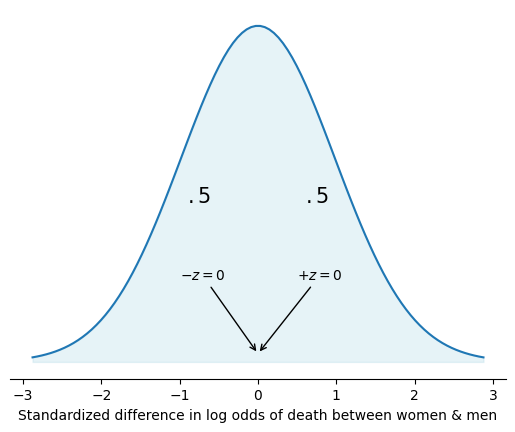 .5 .5
−z = 0 +z = 0
−3 −2 −1 0 1 2 3
Standardized difference in log odds of death between women & men